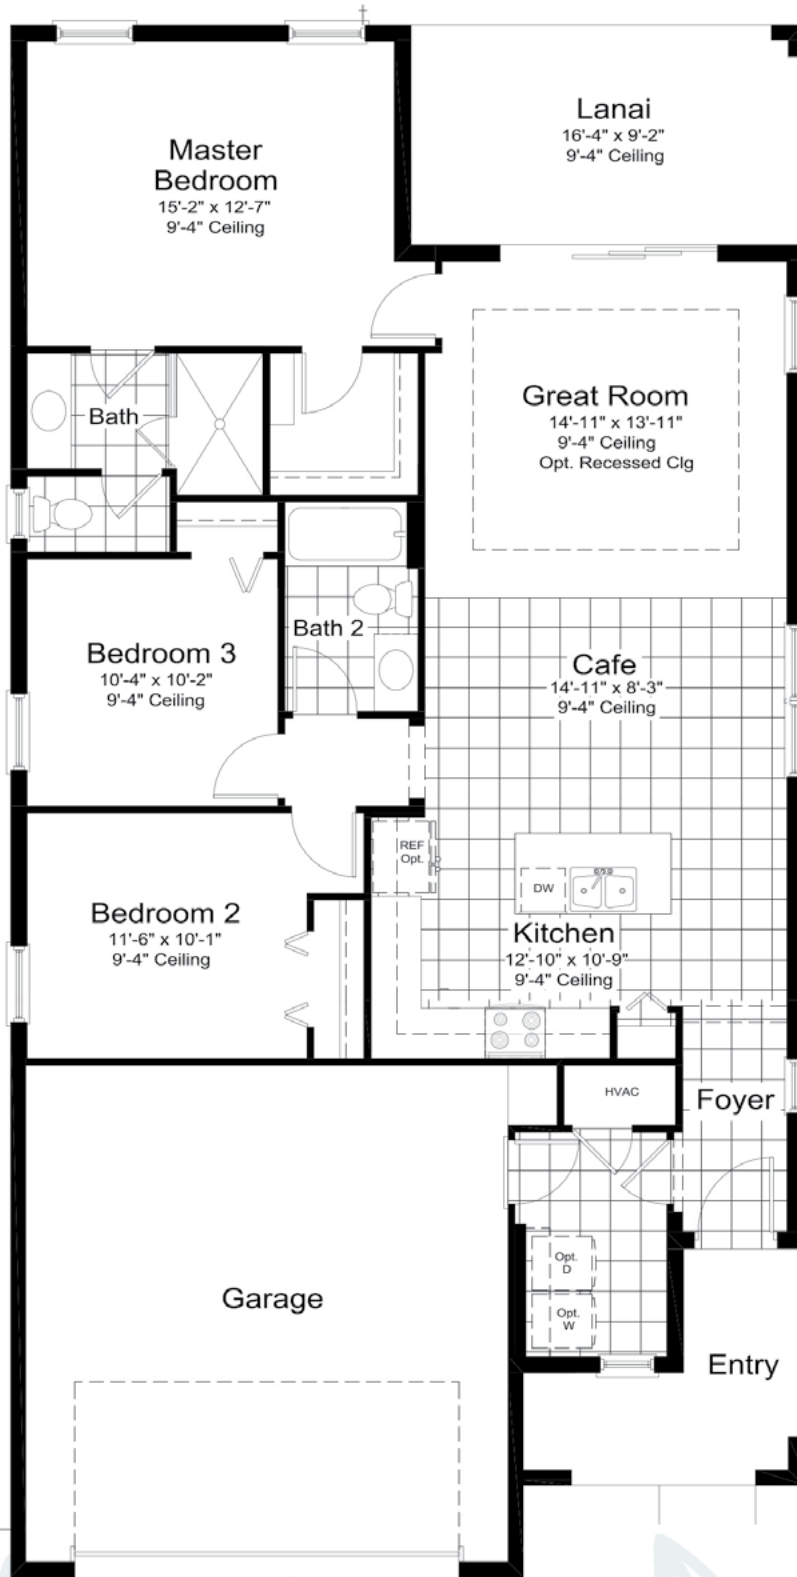 Lanai
16'-4" x 9'-2"
9'-4" Ceiling
Master
Bedroom
15'-2" x 12'-7"
9'-4" Ceiling
Great Room
14'-11" x 13'-11"
9'-4" Ceiling
Opt. Recessed Clg
Bath
Bath 2
Bedroom 3
10'-4" x 10'-2"
9'-4" Ceiling
Cafe
14'-11" x 8'-3"
9'-4" Ceiling
REF
Opt.
DW
Bedroom 2
11'-6" x 10'-1"
9'-4" Ceiling
Kitchen
12'-10" x 10'-9"
9'-4" Ceiling
HVAC
Foyer
Opt.
D
Opt.
W
Garage
Entry